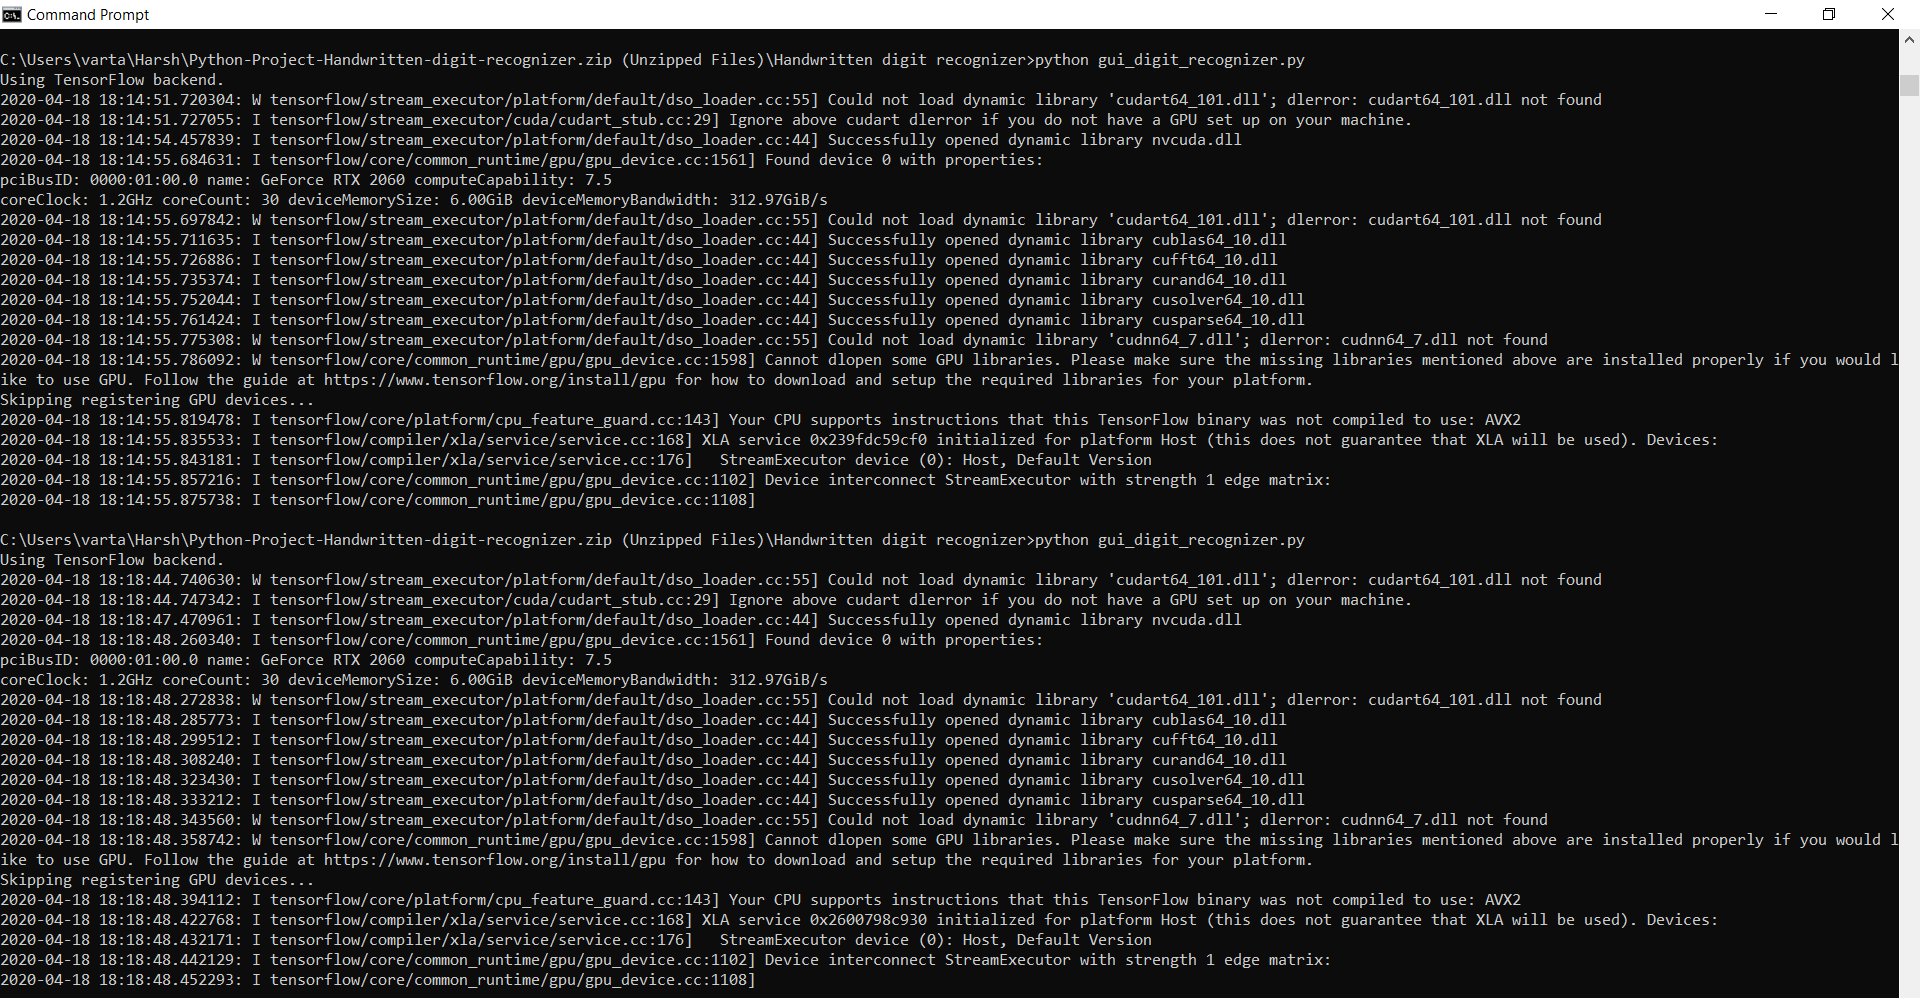 Command Prompt
C:\Users\varta\Harsh\Python-Project-Handwritten-digit-recognizer.zip (Unzipped Files)\Handwritten digit recognizer>python gui_digit_recognizer.py
Using TensorFlow backend.
2020-04-18 18:14:51.720304: W tensorflow/stream_executor/platform/default/dso_loader.cc:55] Could not load dynamic library 'cudart64_101.dll'; dlerror: cudart64_101.dll not found
2020-04-18 18:14:51.727055: I tensorflow/stream_executor/cuda/cudart_stub.cc:29] Ignore above cudart dlerror if you do not have a GPU set up on your machine.
2020-04-18 18:14:54.457839: I tensorflow/stream_executor/platform/default/dso_loader.cc:44] Successfully opened dynamic library nvcuda.dll
2020-04-18 18:14:55.684631: I tensorflow/core/common_runtime/gpu/gpu_device.cc:1561] Found device 0 with properties:
pciBusID: 0000:01:00.0 name: GeForce RTX 2060 computeCapability: 7.5
coreClock: 1.2GHz coreCount: 30 deviceMemorySize: 6.00GiB deviceMemoryBandwidth: 312.97GiB/s
2020-04-18 18:14:55.697842: W tensorflow/stream_executor/platform/default/dso_loader.cc:55] Could not load dynamic library 'cudart64_101.dll'; dlerror: cudart64_101.dll not found
2020-04-18 18:14:55.711635: I tensorflow/stream_executor/platform/default/dso_loader.cc:44] Successfully opened dynamic library cublas64_10.dll
2020-04-18 18:14:55.726886: I tensorflow/stream_executor/platform/default/dso_loader.cc:44] Successfully opened dynamic library cufft64_10.dll
2020-04-18 18:14:55.735374: I tensorflow/stream_executor/platform/default/dso_loader.cc:44] Successfully opened dynamic library curand64_10.dll
2020-04-18 18:14:55.752044: I tensorflow/stream_executor/platform/default/dso_loader.cc:44] Successfully opened dynamic library cusolver64_10.dll
2020-04-18 18:14:55.761424: I tensorflow/stream_executor/platform/default/dso_loader.cc:44] Successfully opened dynamic library cusparse64_10.dll
2020-04-18 18:14:55.775308: W tensorflow/stream_executor/platform/default/dso_loader.cc:55] Could not load dynamic library 'cudnn64_7.dll'; dlerror: cudnn64_7.dll not found
2020-04-18 18:14:55.786092: W tensorflow/core/common_runtime/gpu/gpu_device.cc:1598] Cannot dlopen some GPU libraries. Please make sure the missing libraries mentioned above are installed properly if you would l
ike to use GPU. Follow the guide at https://www.tensorflow.org/install/gpu for how to download and setup the required libraries for your platform.
Skipping registering GPU devices...
2020-04-18 18:14:55.819478: I tensorflow/core/platform/cpu_feature_guard.cc:143] Your CPU supports instructions that this TensorFlow binary was not compiled to use: AVX2
2020-04-18 18:14:55.835533: I tensorflow/compiler/xla/service/service.cc:168] XLA service 0x239fdc59cf0 initialized for platform Host (this does not guarantee that XLA will be used). Devices:
2020-04-18 18:14:55.843181: I tensorflow/compiler/xla/service/service.cc:176]   StreamExecutor device (0): Host, Default Version
2020-04-18 18:14:55.857216: I tensorflow/core/common_runtime/gpu/gpu_device.cc:1102] Device interconnect StreamExecutor with strength 1 edge matrix:
2020-04-18 18:14:55.875738: I tensorflow/core/common_runtime/gpu/gpu_device.cc:1108]
C:\Users\varta\Harsh\Python-Project-Handwritten-digit-recognizer.zip (Unzipped Files)\Handwritten digit recognizer>python gui_digit_recognizer.py
Using TensorFlow backend.
2020-04-18 18:18:44.740630: W tensorflow/stream_executor/platform/default/dso_loader.cc:55] Could not load dynamic library 'cudart64_101.dll'; dlerror: cudart64_101.dll not found
2020-04-18 18:18:44.747342: I tensorflow/stream_executor/cuda/cudart_stub.cc:29] Ignore above cudart dlerror if you do not have a GPU set up on your machine.
2020-04-18 18:18:47.470961: I tensorflow/stream_executor/platform/default/dso_loader.cc:44] Successfully opened dynamic library nvcuda.dll
2020-04-18 18:18:48.260340: I tensorflow/core/common_runtime/gpu/gpu_device.cc:1561] Found device 0 with properties:
pciBusID: 0000:01:00.0 name: GeForce RTX 2060 computeCapability: 7.5
coreClock: 1.2GHz coreCount: 30 deviceMemorySize: 6.00GiB deviceMemoryBandwidth: 312.97GiB/s
2020-04-18 18:18:48.272838: W tensorflow/stream_executor/platform/default/dso_loader.cc:55] Could not load dynamic library 'cudart64_101.dll'; dlerror: cudart64_101.dll not found
2020-04-18 18:18:48.285773: I tensorflow/stream_executor/platform/default/dso_loader.cc:44] Successfully opened dynamic library cublas64_10.dll
2020-04-18 18:18:48.299512: I tensorflow/stream_executor/platform/default/dso_loader.cc:44] Successfully opened dynamic library cufft64_10.dll
2020-04-18 18:18:48.308240: I tensorflow/stream_executor/platform/default/dso_loader.cc:44] Successfully opened dynamic library curand64_10.dll
2020-04-18 18:18:48.323430: I tensorflow/stream_executor/platform/default/dso_loader.cc:44] Successfully opened dynamic library cusolver64_10.dll
2020-04-18 18:18:48.333212: I tensorflow/stream_executor/platform/default/dso_loader.cc:44] Successfully opened dynamic library cusparse64_10.dll
2020-04-18 18:18:48.343560: W tensorflow/stream_executor/platform/default/dso_loader.cc:55] Could not load dynamic library 'cudnn64_7.dll'; dlerror: cudnn64_7.dll not found
2020-04-18 18:18:48.358742: W tensorflow/core/common_runtime/gpu/gpu_device.cc:1598] Cannot dlopen some GPU libraries. Please make sure the missing libraries mentioned above are installed properly if you would l
ike to use GPU. Follow the guide at https://www.tensorflow.org/install/gpu for how to download and setup the required libraries for your platform.
Skipping registering GPU devices...
2020-04-18 18:18:48.394112: I tensorflow/core/platform/cpu_feature_guard.cc:143] Your CPU supports instructions that this TensorFlow binary was not compiled to use: AVX2
2020-04-18 18:18:48.422768: I tensorflow/compiler/xla/service/service.cc:168] XLA service 0x2600798c930 initialized for platform Host (this does not guarantee that XLA will be used). Devices:
2020-04-18 18:18:48.432171: I tensorflow/compiler/xla/service/service.cc:176]   StreamExecutor device (0): Host, Default Version
2020-04-18 18:18:48.442129: I tensorflow/core/common_runtime/gpu/gpu_device.cc:1102] Device interconnect StreamExecutor with strength 1 edge matrix:
2020-04-18 18:18:48.452293: I tensorflow/core/common_runtime/gpu/gpu_device.cc:1108]